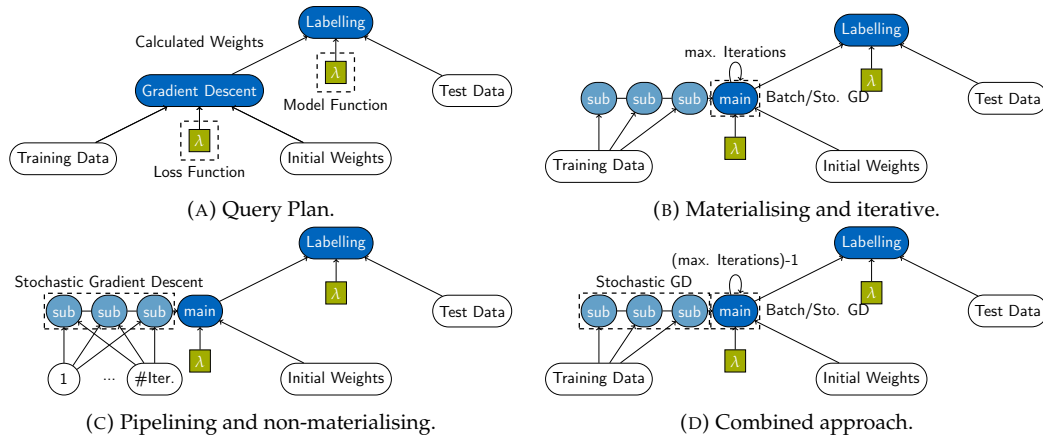 Labelling
Calculated Weights
λ
Gradient Descent
Model Function
Test Data
λ
Training Data
Loss Function
Initial Weights
(A) Query Plan.
Labelling
max. Iterations
λ
sub sub sub main
Batch/Sto. GD
Test Data
λ
Training Data
Initial Weights
(B) Materialising and iterative.
Labelling
Stochastic Gradient Descent
λ
sub sub sub main
Test Data
λ
1 ... #Iter.
Initial Weights
(C) Pipelining and non-materialising.
Labelling
(max. Iterations)-1
Stochastic GD
λ
sub sub sub main
Batch/Sto. GD
Test Data
λ
Training Data
Initial Weights
(D) Combined approach.